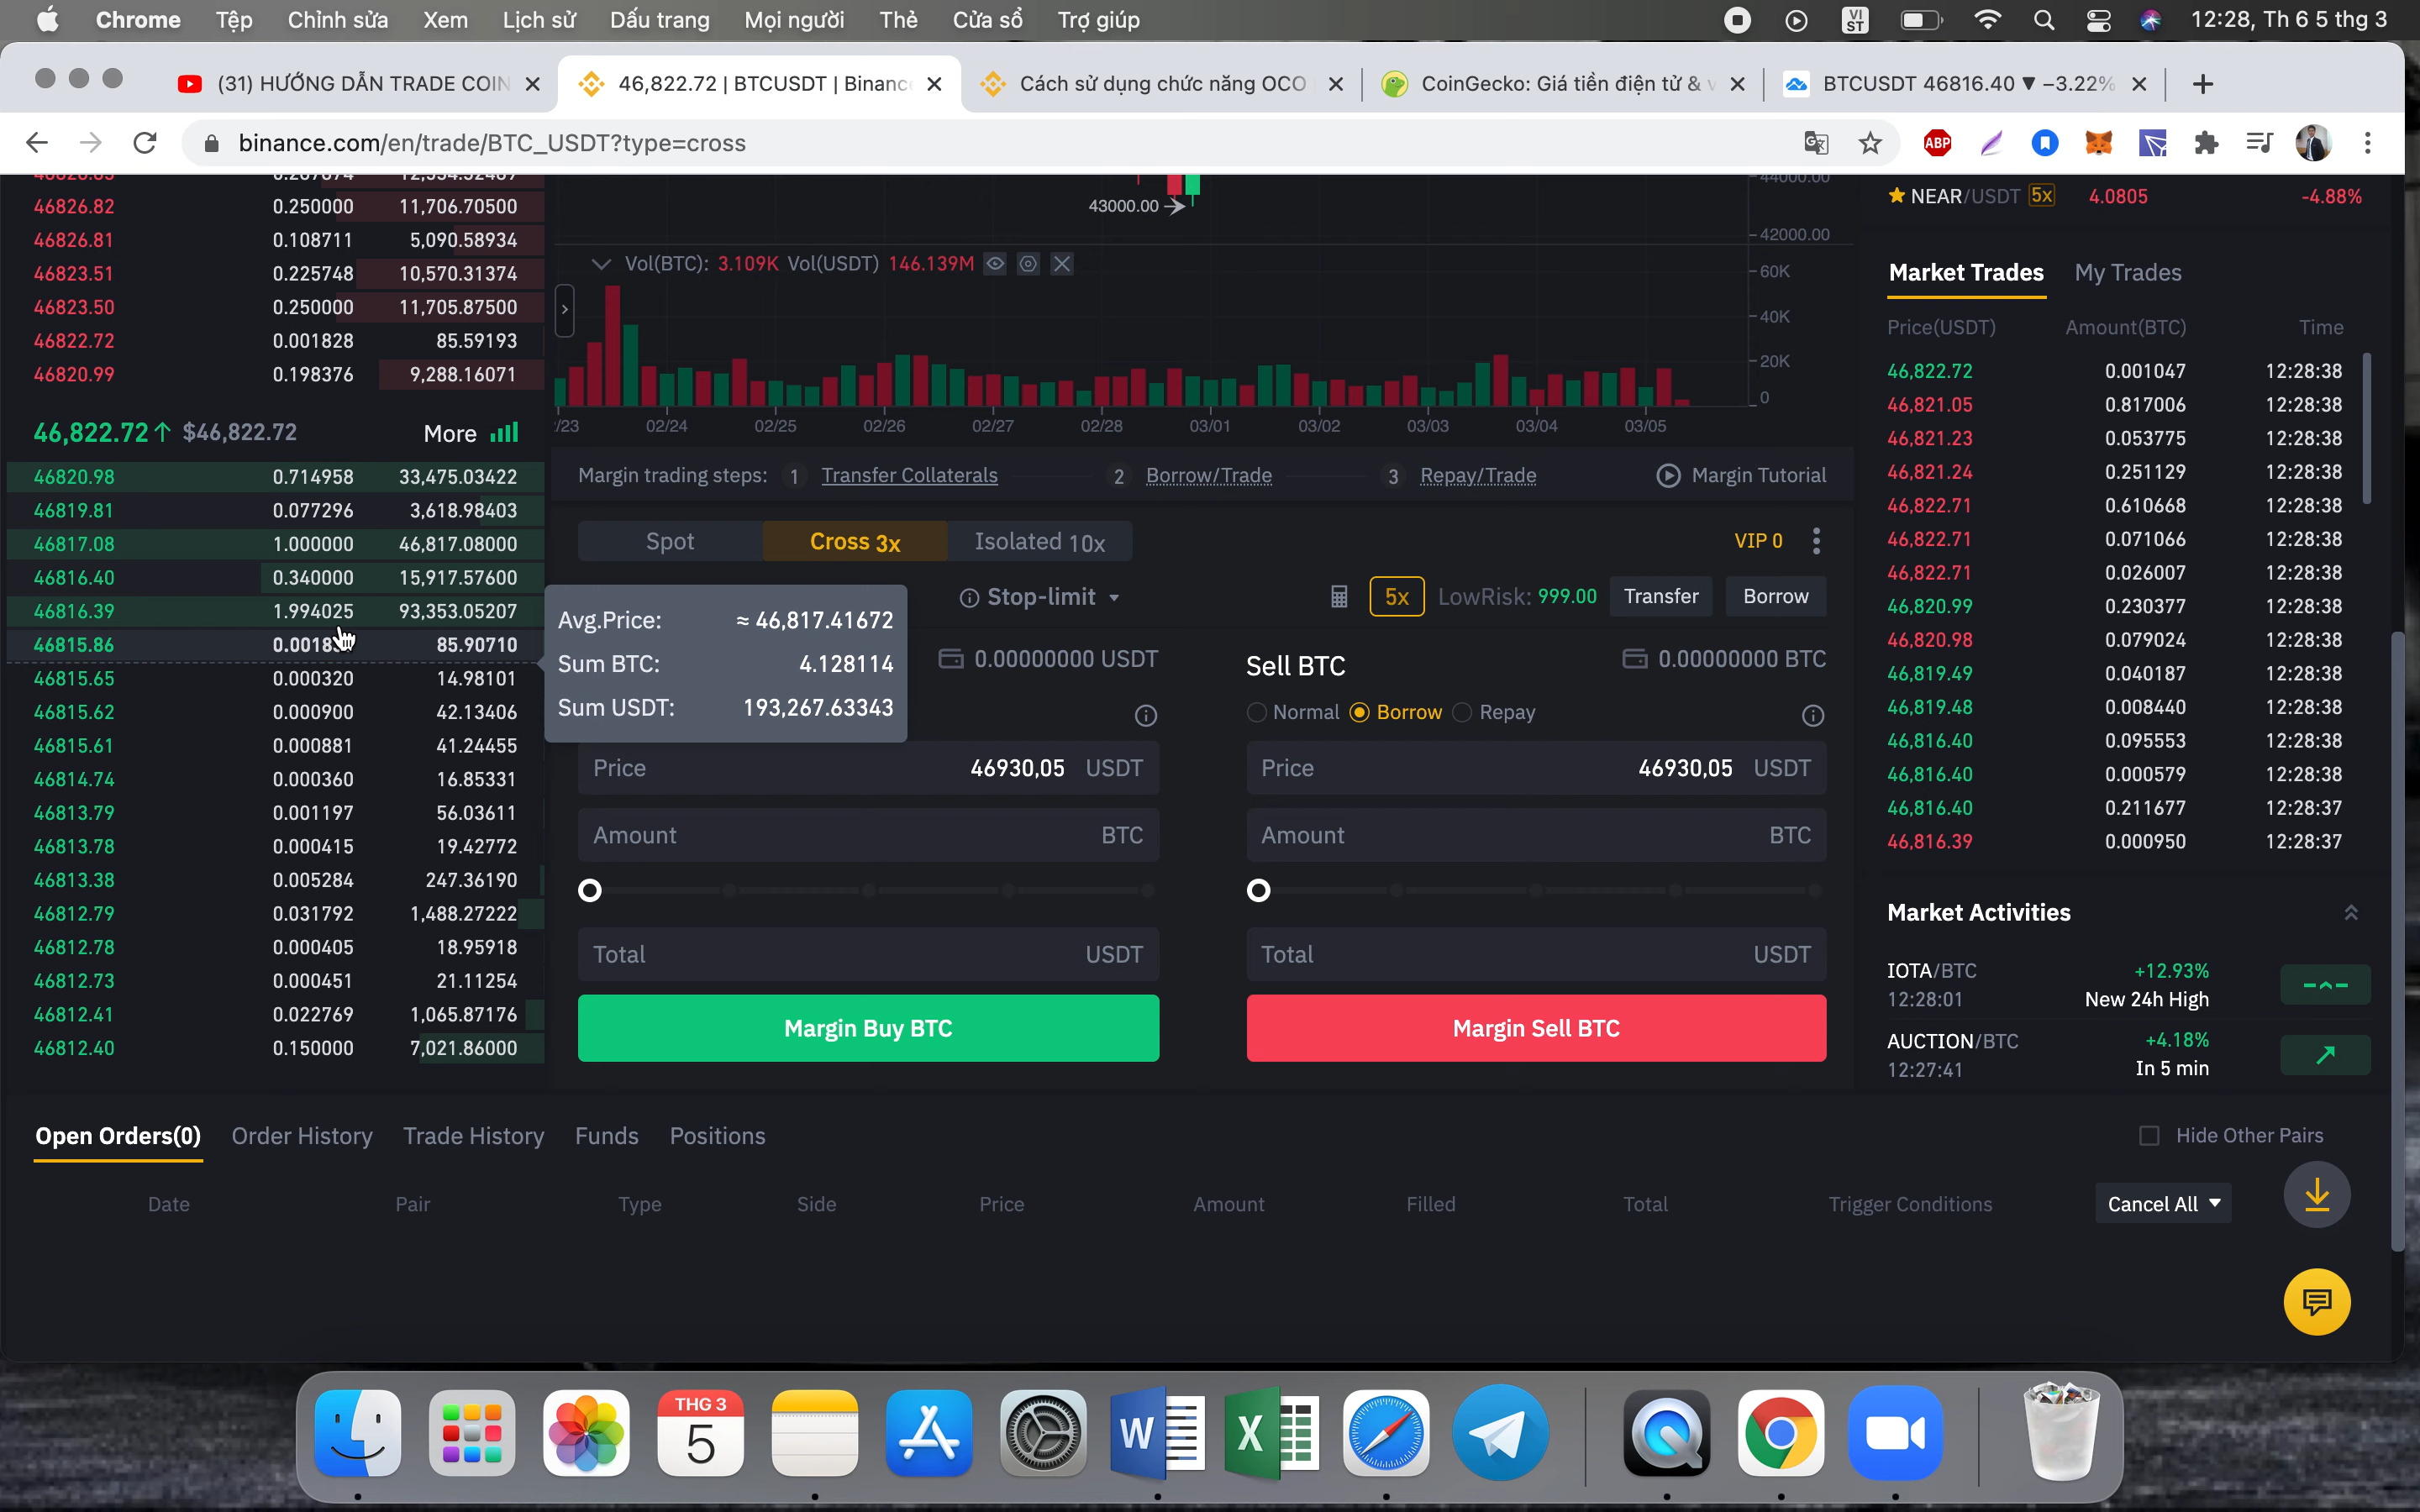 Chrome Tệp Chỉnh sửa Xem Lịch sử Dấu trang Mọi người Thẻ Cửa sổ Trợ giúp VI ST 12:28, Th 6 5 thg 3
(31) HƯỚNG DẪN TRADE COIN 46,822.72 | BTCUSDT | Binanc Cách sử dụng chức năng OCO CoinGecko: Giá tiền điện tử & v BTCUSDT 46816.40 ▼ −3.22%
binance.com/en/trade/BTC_USDT?type=cross ABP
46826.82 0.250000 11,706.70500
46826.81 0.108711 5,090.58934
46823.51 0.225748 10,570.31374
46823.50 0.250000 11,705.87500
46822.72 0.001828 85.59193
46820.99 0.198376 9,288.16071
46,822.72↑ $46,822.72 More
46820.98 0.714958 33,475.03422
46819.81 0.077296 3,618.98403
46817.08 1.000000 46,817.08000
46816.40 0.340000 15,917.57600
46816.39 1.994025 93,353.05207
46815.86 85.90710
46815.65 0.000320 14.98101
46815.62 0.000900 42.13406
46815.61 0.000881 41.24455
46814.74 0.000360 16.85331
46813.79 0.001197 56.03611
46813.78 0.000415 19.42772
46813.38 0.005284 247.36190
46812.79 0.031792 1,488.27222
46812.78 0.000405 18.95918
46812.73 0.000451 21.11254
46812.41 0.022769 1,065.87176
46812.40 0.150000 7,021.86000
44000.00
43000.00
42000.00
Vol(BTC): 3.109K Vol(USDT) 146.139M
60K
40K
20K
0
/23 02/24 02/25 02/26 02/27 02/28 03/01 03/02 03/03 03/04 03/05
Margin trading steps: 1 Transfer Collaterals 2 Borrow/Trade 3 Repay/Trade Margin Tutorial
Spot Cross 3x Isolated 10x VIP 0
Stop-limit 5x LowRisk: 999.00 Transfer Borrow
Avg.Price: ≈ 46,817.41672
Sum BTC: 4.128114
Sum USDT: 193,267.63343
0.00000000 USDT
Price 46930,05 USDT
Amount BTC
Total USDT
Margin Buy BTC
Sell BTC 0.00000000 BTC
Normal Borrow Repay
Price 46930,05 USDT
Amount BTC
Total USDT
Margin Sell BTC
NEAR/USDT 5x 4.0805 -4.88%
Market Trades My Trades
Price(USDT) Amount(BTC) Time
46,822.72 0.001047 12:28:38
46,821.05 0.817006 12:28:38
46,821.23 0.053775 12:28:38
46,821.24 0.251129 12:28:38
46,822.71 0.610668 12:28:38
46,822.71 0.071066 12:28:38
46,822.71 0.026007 12:28:38
46,820.99 0.230377 12:28:38
46,820.98 0.079024 12:28:38
46,819.49 0.040187 12:28:38
46,819.48 0.008440 12:28:38
46,816.40 0.095553 12:28:38
46,816.40 0.000579 12:28:38
46,816.40 0.211677 12:28:37
46,816.39 0.000950 12:28:37
Market Activities
IOTA/BTC +12.93%
12:28:01 New 24h High
AUCTION/BTC +4.18%
12:27:41 In 5 min
Open Orders(0) Order History Trade History Funds Positions Hide Other Pairs
Date Pair Type Side Price Amount Filled Total Trigger Conditions Cancel All
THG 3
5
W
X